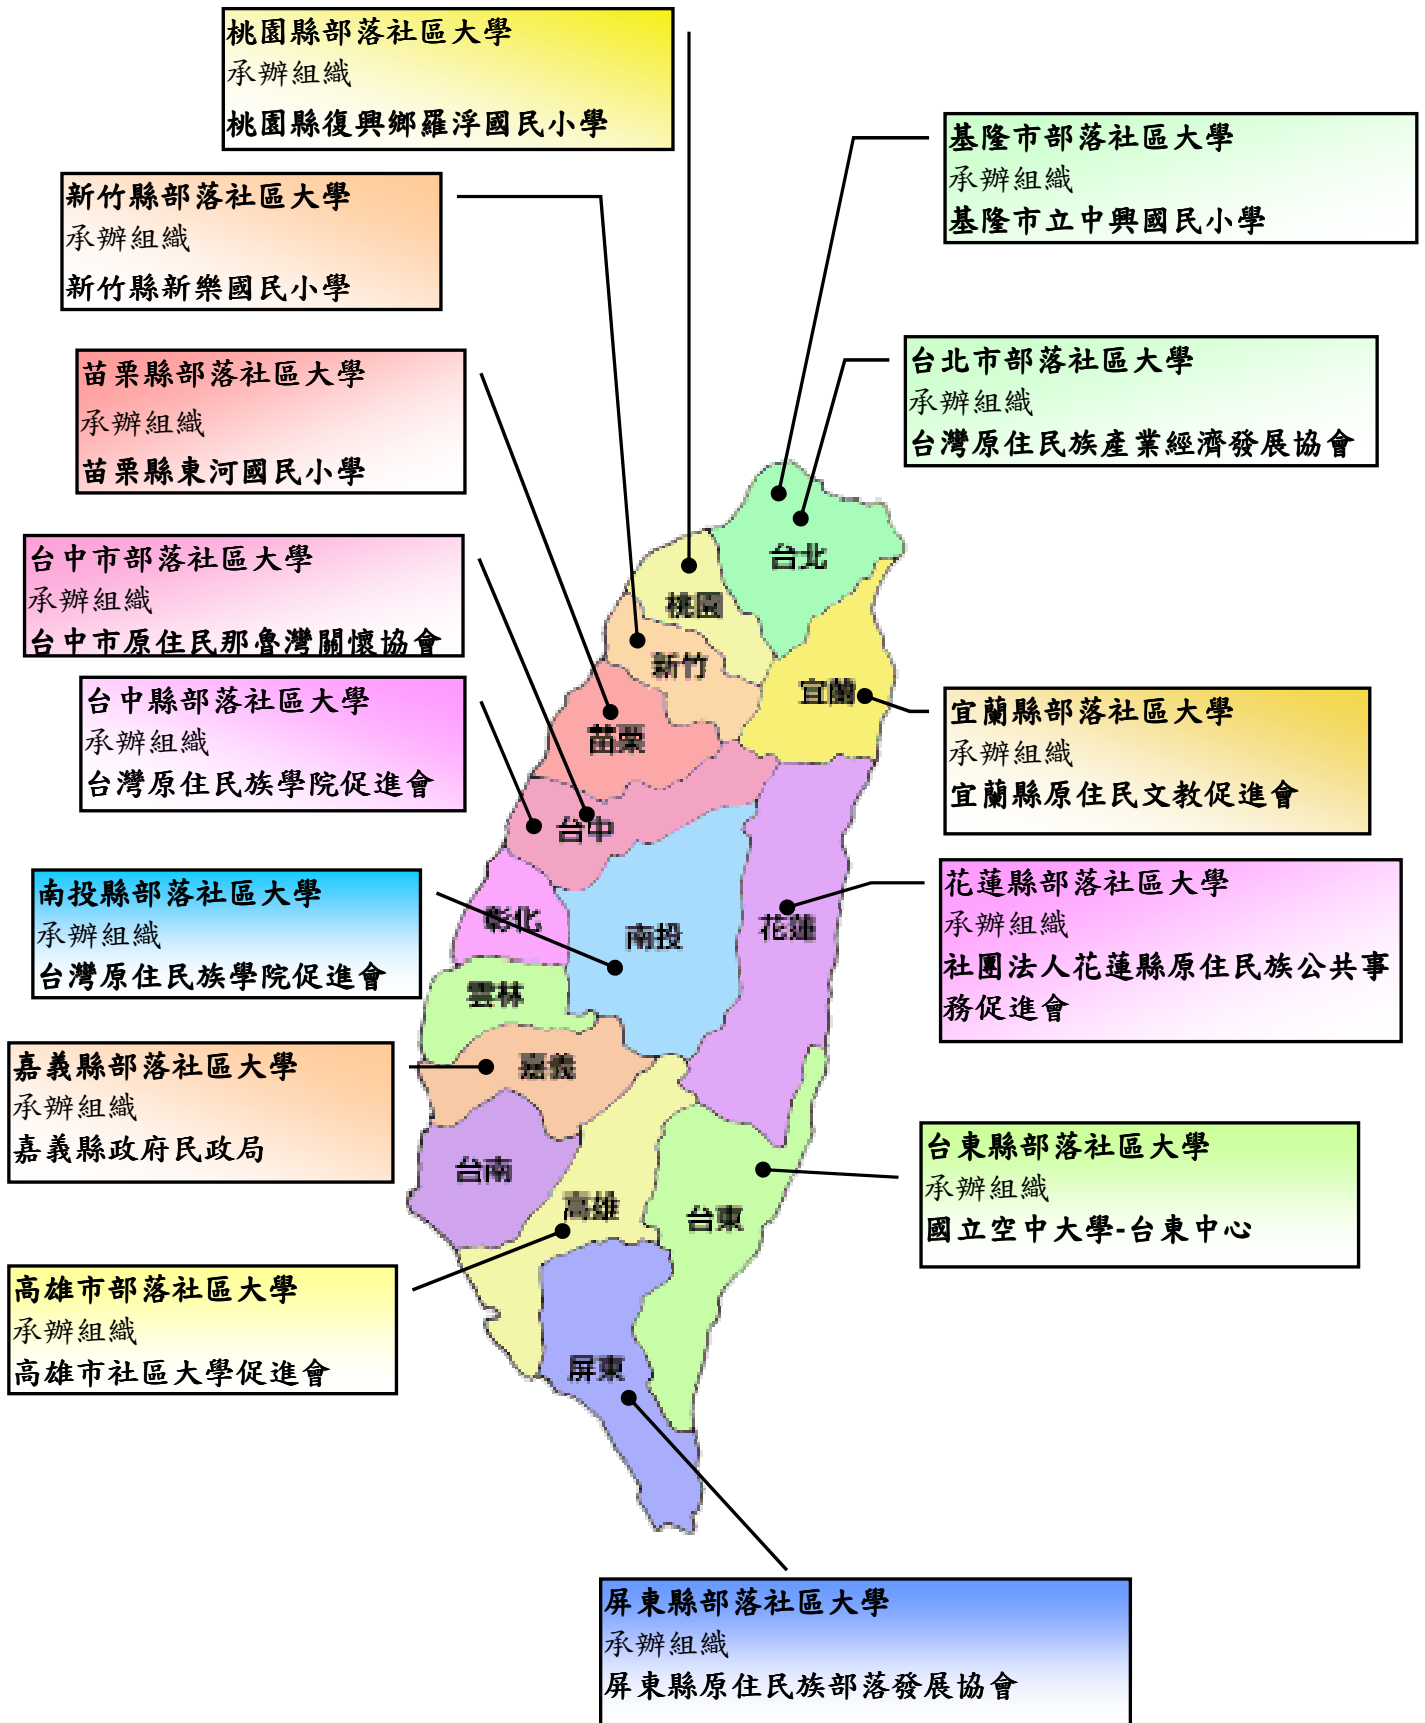 桃園縣部落社區大學
承辦組織
桃園縣復興鄉羅浮國民小學
基隆市部落社區大學
承辦組織
基隆市立中興國民小學
新竹縣部落社區大學
承辦組織
新竹縣新樂國民小學
台北市部落社區大學
承辦組織
台灣原住民族產業經濟發展協會
苗栗縣部落社區大學
承辦組織
苗栗縣東河國民小學
台中市部落社區大學
承辦組織
台中市原住民那魯灣關懷協會
台中縣部落社區大學
承辦組織
台灣原住民族學院促進會
宜蘭縣部落社區大學
承辦組織
宜蘭縣原住民文教促進會
南投縣部落社區大學
承辦組織
台灣原住民族學院促進會
花蓮縣部落社區大學
承辦組織
社團法人花蓮縣原住民族公共事
務促進會
嘉義縣部落社區大學
承辦組織
嘉義縣政府民政局
台東縣部落社區大學
承辦組織
國立空中大學-台東中心
高雄市部落社區大學
承辦組織
高雄市社區大學促進會
屏東縣部落社區大學
承辦組織
屏東縣原住民族部落發展協會
台北
桃園
新竹
宜蘭
苗栗
台中
彰化
南投
花蓮
雲林
嘉義
台南
高雄
台東
屏東